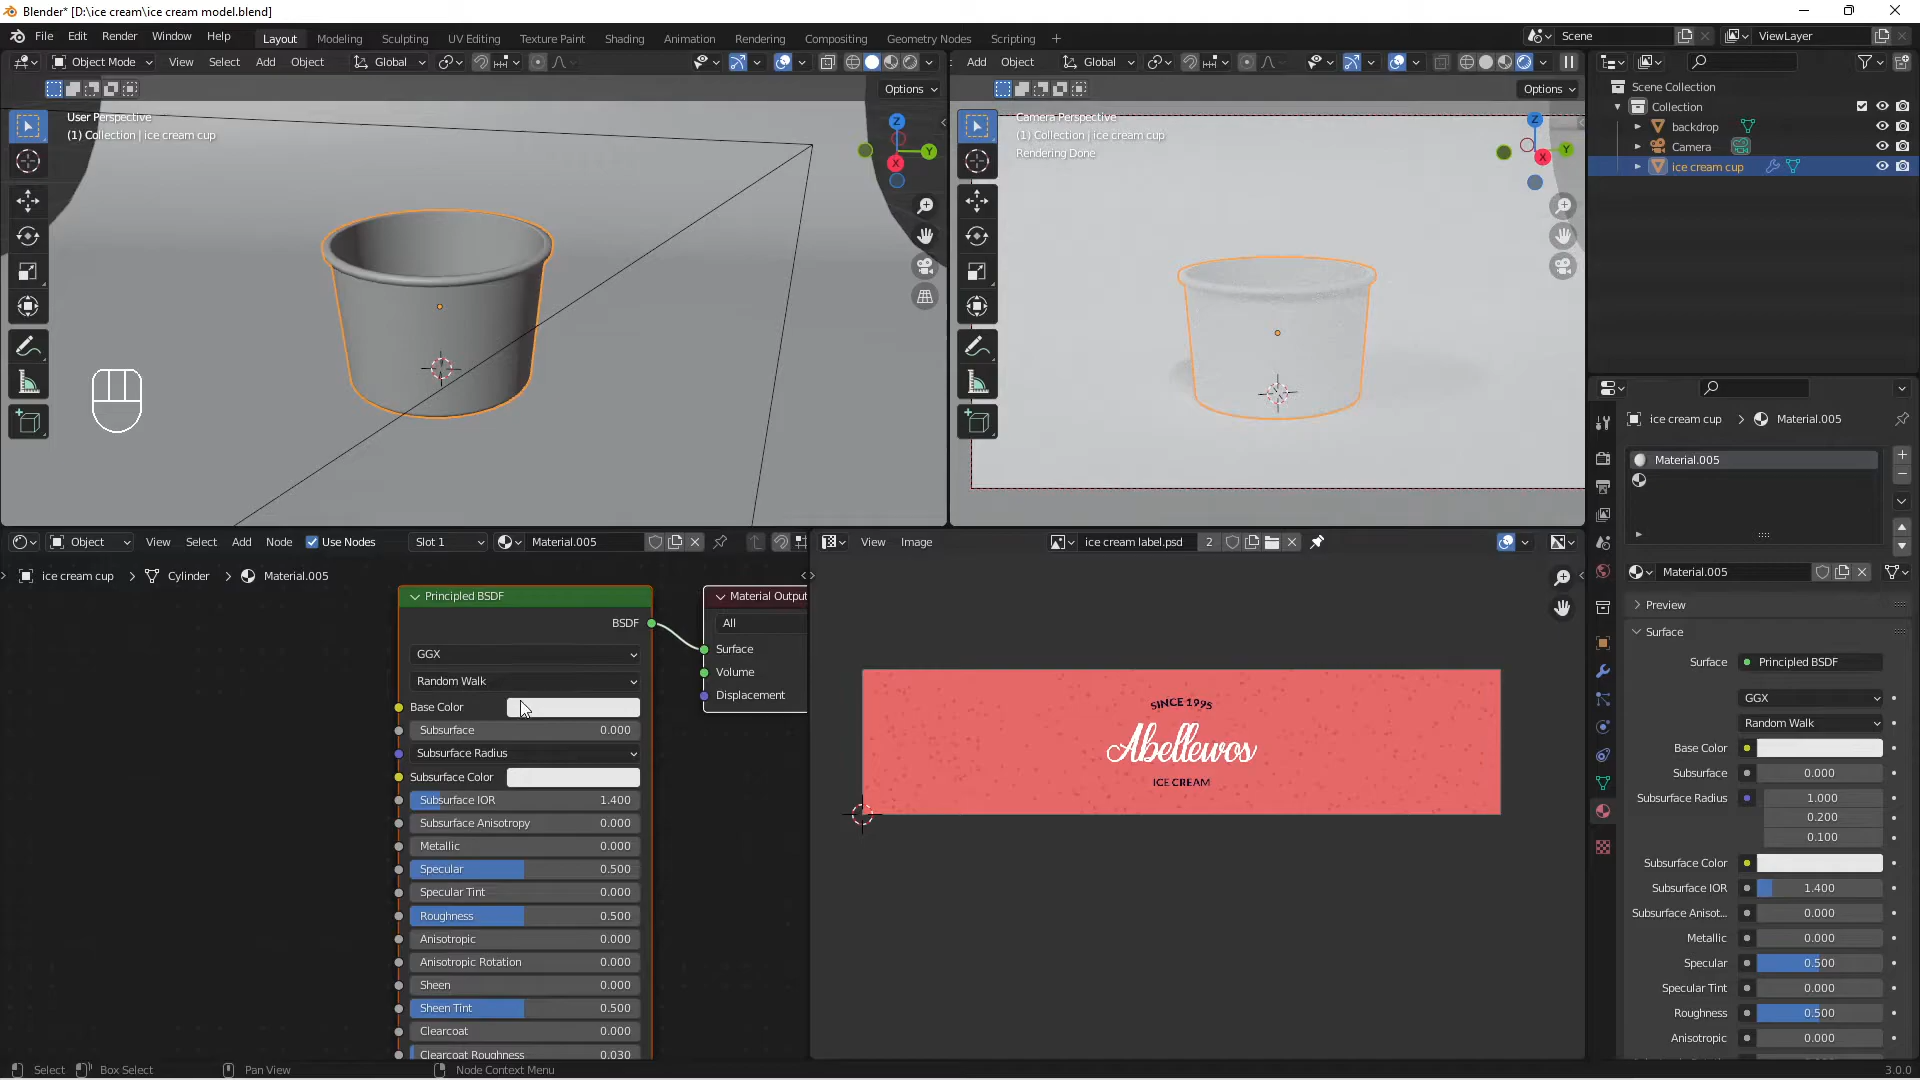 Blender* [D:\ice cream\ice cream model.blend]
File Edit Render Window Help
Layout Modeling Sculpting UV Editing Texture Paint Shading Animation Rendering Compositing Geometry Nodes Scripting +
Scene ViewLayer
Object Mode View Select Add Object Global
Options
User Perspective
(1) Collection | ice cream cup
Z
Y
X
Add Object Global
Options
Camera Perspective
(1) Collection | ice cream cup
Rendering Done
Z
Y
X
Scene Collection
Collection
backdrop
Camera
ice cream cup
ice cream cup > Material.005
Material.005
Material.005
Preview
Surface
Surface Principled BSDF
GGX
Random Walk
Base Color
Subsurface 0.000
Subsurface Radius 1.000
0.200
0.100
Subsurface Color
Subsurface IOR 1.400
Subsurface Anisot... 0.000
Metallic 0.000
Specular 0.500
Specular Tint 0.000
Roughness 0.500
Anisotropic 0.000
Object View Select Add Node Use Nodes Slot 1 Material.005
ice cream cup > Cylinder > Material.005
Principled BSDF
BSDF
GGX
Random Walk
Base Color
Subsurface 0.000
Subsurface Radius
Subsurface Color
Subsurface IOR 1.400
Subsurface Anisotropy 0.000
Metallic 0.000
Specular 0.500
Specular Tint 0.000
Roughness 0.500
Anisotropic 0.000
Anisotropic Rotation 0.000
Sheen 0.000
Sheen Tint 0.500
Clearcoat 0.000
Clearcoat Roughness 0.030
Material Output
All
Surface
Volume
Displacement
View Image ice cream label.psd 2
SINCE 1995
Abellewos
ICE CREAM
Select Box Select Pan View Node Context Menu 3.0.0